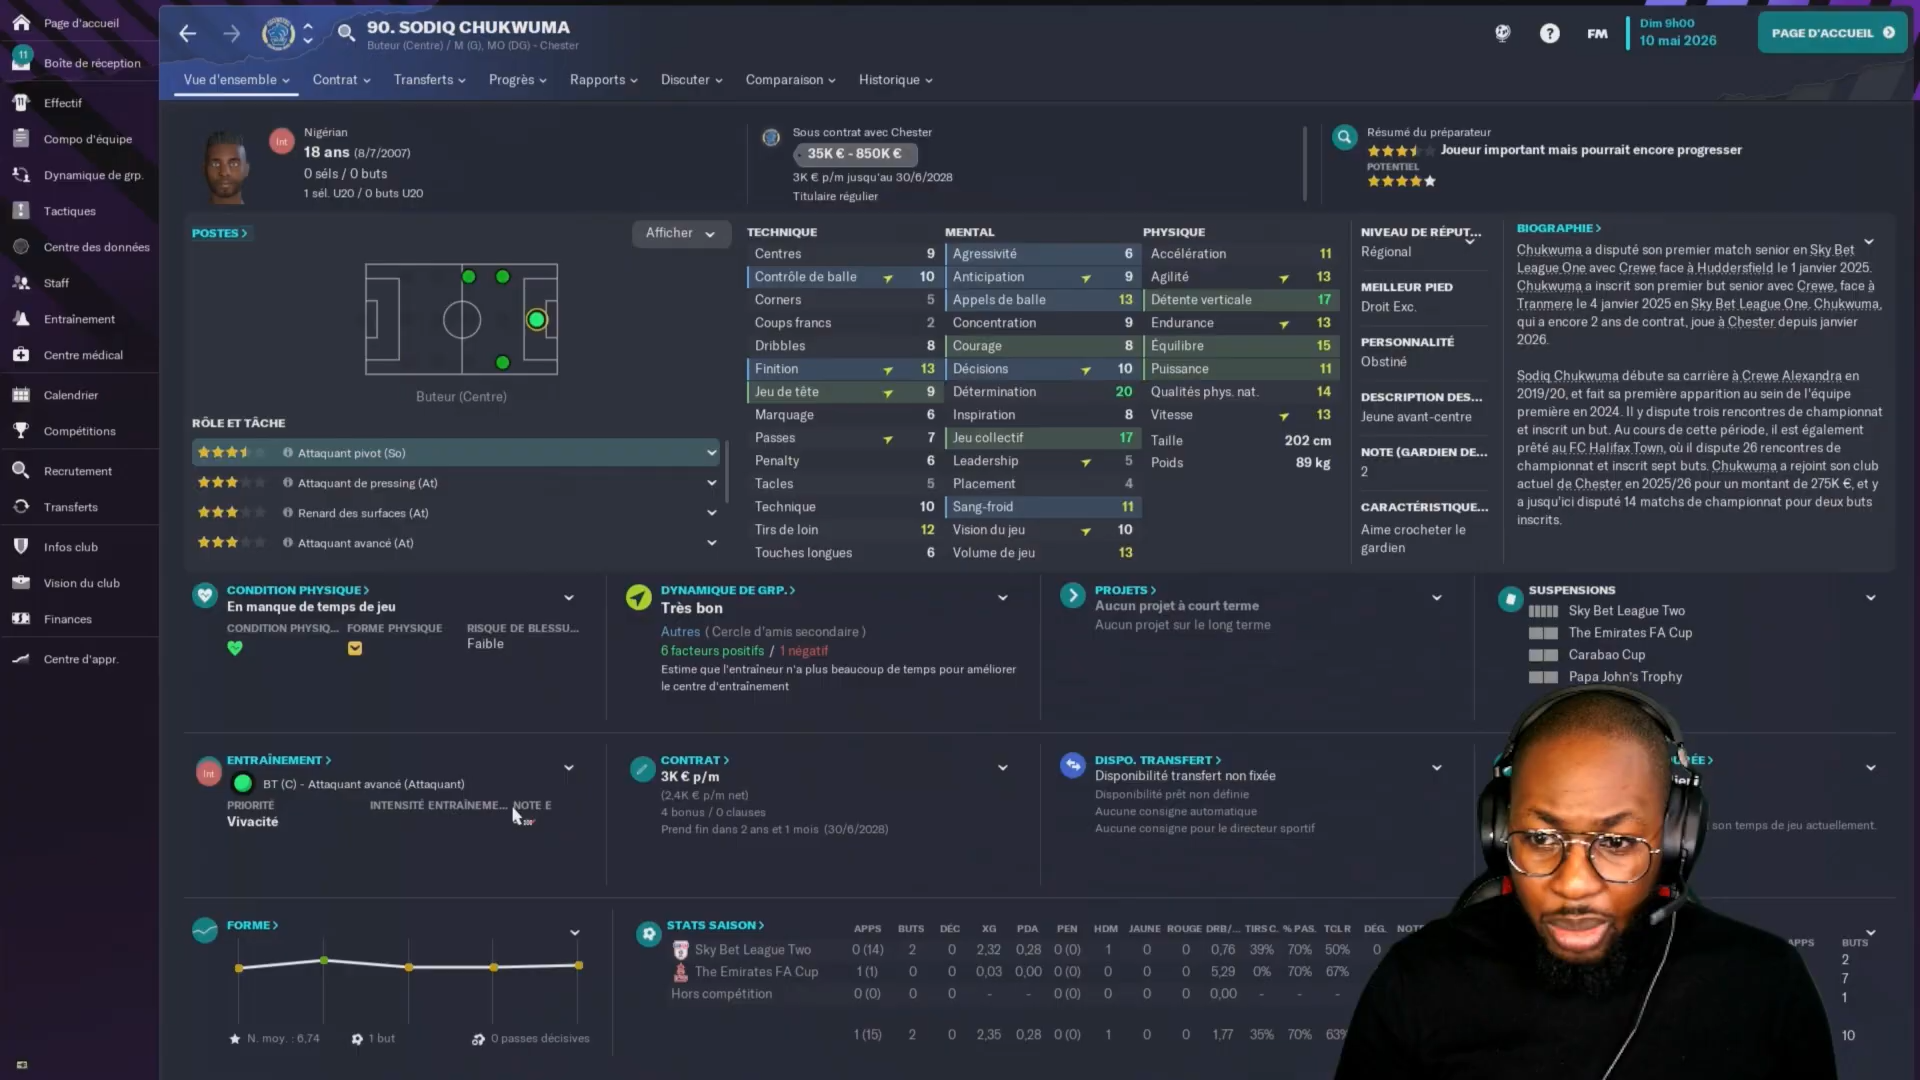 Page d'accueil
11
Boîte de réception
Effectif
Compo d'équipe
Dynamique de grp.
Tactiques
Centre des données
Staff
Entraînement
Centre médical
Calendrier
Compétitions
Recrutement
Transferts
Infos club
Vision du club
Finances
Centre d'appr.
90. SODIQ CHUKWUMA
Buteur (Centre) / M (G), MO (DG) - Chester
FM
Dim 9h00
10 mai 2026
PAGE D'ACCUEIL
Vue d'ensemble
Contrat
Transferts
Progrès
Rapports
Discuter
Comparaison
Historique
Int
Nigérian
18 ans (8/7/2007)
0 séls / 0 buts
1 sél. U20 / 0 buts U20
Sous contrat avec Chester
35K € - 850K €
3K € p/m jusqu'au 30/6/2028
Titulaire régulier
Résumé du préparateur
Joueur important mais pourrait encore progresser
POTENTIEL
POSTES >
Afficher
Buteur (Centre)
RÔLE ET TÂCHE
Attaquant pivot (So)
Attaquant de pressing (At)
Renard des surfaces (At)
Attaquant avancé (At)
TECHNIQUE
Centres 9
Contrôle de balle 10
Corners 5
Coups francs 2
Dribbles 8
Finition 13
Jeu de tête 9
Marquage 6
Passes 7
Penalty 6
Tacles 5
Technique 10
Tirs de loin 12
Touches longues 6
MENTAL
Agressivité 6
Anticipation 9
Appels de balle 13
Concentration 9
Courage 8
Décisions 10
Détermination 20
Inspiration 8
Jeu collectif 17
Leadership 5
Placement 4
Sang-froid 11
Vision du jeu 10
Volume de jeu 13
PHYSIQUE
Accélération 11
Agilité 13
Détente verticale 17
Endurance 13
Équilibre 15
Puissance 11
Qualités phys. nat. 14
Vitesse 13
Taille 202 cm
Poids 89 kg
NIVEAU DE RÉPUT...
Régional
MEILLEUR PIED
Droit Exc.
PERSONNALITÉ
Obstiné
DESCRIPTION DES...
Jeune avant-centre
NOTE (GARDIEN DE...
2
CARACTÉRISTIQUE...
Aime crocheter le
gardien
BIOGRAPHIE >
Chukwuma a disputé son premier match senior en Sky Bet
League One avec Crewe face à Huddersfield le 1 janvier 2025.
Chukwuma a inscrit son premier but senior avec Crewe, face à
Tranmere le 4 janvier 2025 en Sky Bet League One. Chukwuma,
qui a encore 2 ans de contrat, joue à Chester depuis janvier
2026.
Sodiq Chukwuma débute sa carrière à Crewe Alexandra en
2019/20, et fait sa première apparition au sein de l'équipe
première en 2024. Il y dispute trois rencontres de championnat
et inscrit un but. Au cours de cette période, il est également
prêté au FC Halifax Town, où il dispute 26 rencontres de
championnat et inscrit sept buts. Chukwuma a rejoint son club
actuel de Chester en 2025/26 pour un montant de 275K €, et y
a jusqu'ici disputé 14 matchs de championnat pour deux buts
inscrits.
CONDITION PHYSIQUE >
En manque de temps de jeu
CONDITION PHYSIQ... FORME PHYSIQUE RISQUE DE BLESSU...
Faible
DYNAMIQUE DE GRP. >
Très bon
Autres ( Cercle d'amis secondaire )
6 facteurs positifs / 1 négatif
Estime que l'entraîneur n'a plus beaucoup de temps pour améliorer
le centre d'entraînement
PROJETS >
Aucun projet à court terme
Aucun projet sur le long terme
SUSPENSIONS
Sky Bet League Two
The Emirates FA Cup
Carabao Cup
Papa John's Trophy
Int
ENTRAÎNEMENT >
BT (C) - Attaquant avancé (Attaquant)
PRIORITÉ INTENSITÉ ENTRAÎNEME... NOTE E
Vivacité
CONTRAT >
3K € p/m
(2,4K € p/m net)
4 bonus / 0 clauses
Prend fin dans 2 ans et 1 mois (30/6/2028)
DISPO. TRANSFERT >
Disponibilité transfert non fixée
Disponibilité prêt non définie
Aucune consigne automatique
Aucune consigne pour le directeur sportif
son temps de jeu actuellement.
FORME >
N. moy. : 6,74
1 but
0 passes décisives
STATS SAISON >
APPS BUTS DÉC XG PDA PEN HDM JAUNE ROUGE DRB/... TIRS C. % PAS. TCL R DÉG. NOT
Sky Bet League Two 0 (14) 2 0 2,32 0,28 0 (0) 1 0 0 0,76 39% 70% 50% 0
The Emirates FA Cup 1 (1) 0 0 0,03 0,00 0 (0) 0 0 0 5,29 0% 70% 67%
Hors compétition 0 (0) 0 0 - - 0 (0) 0 0 0 0,00 - - -
1 (15) 2 0 2,35 0,28 0 (0) 1 0 0 1,77 35% 70% 63%
APPS BUTS
2
7
1
10